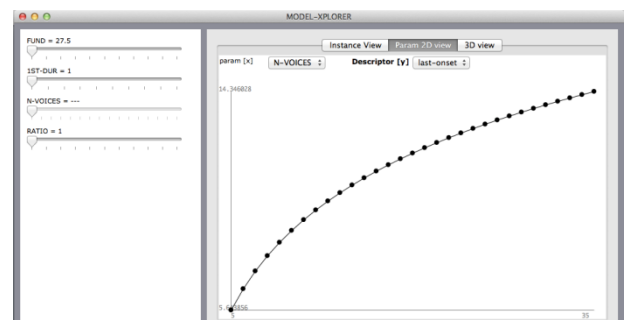 MODEL-XPLORER
FUND = 27.5
1ST-DUR = 1
N-VOICES = ---
RATIO = 1
Instance View Param 2D view 3D view
param [x] N-VOICES Descriptor [y] last-onset
14.346028
5 35